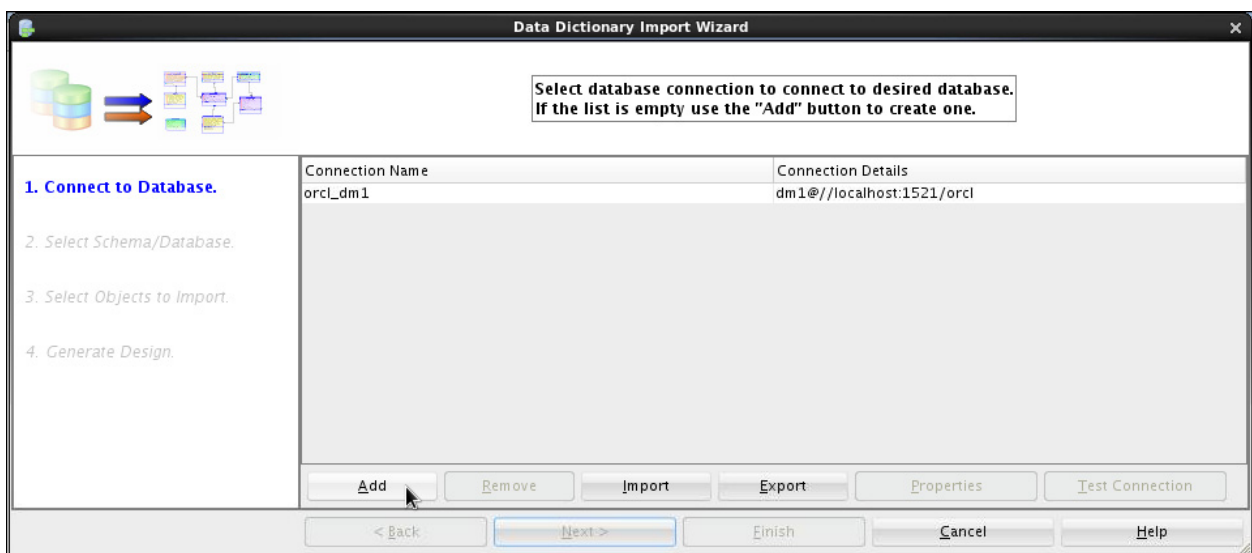 Data Dictionary Import Wizard
Select database connection to connect to desired database.
If the list is empty use the "Add" button to create one.
1. Connect to Database.
2. Select Schema/Database.
3. Select Objects to Import.
4. Generate Design.
Connection Name Connection Details
orcl_dm1 dm1@//localhost:1521/orcl
Add Remove Import Export Properties Test Connection
< Back Next > Finish Cancel Help